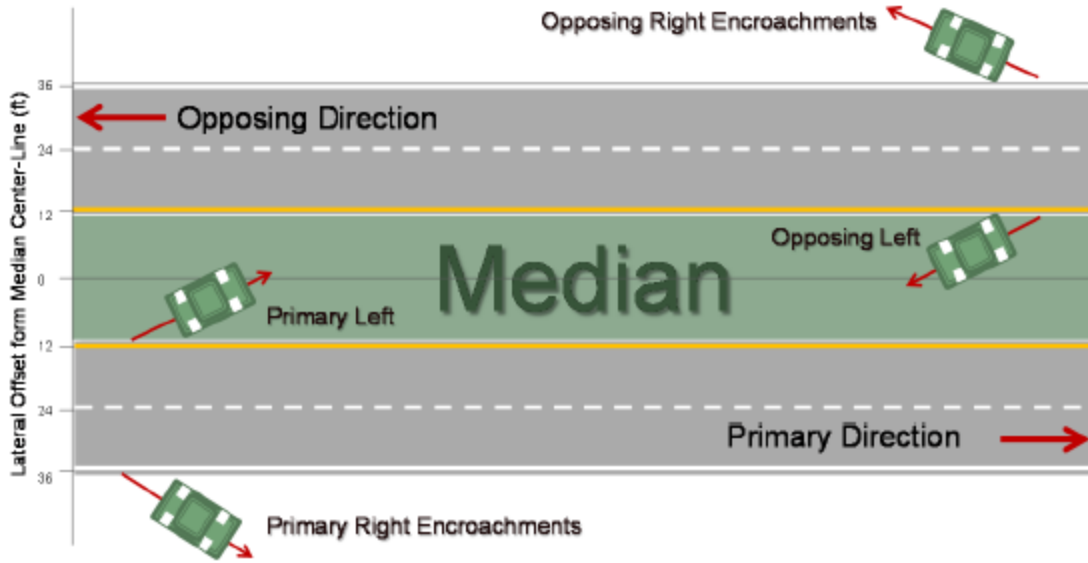 Opposing Right Encroachments
36
Opposing Direction
24
12
Opposing Left
Median
0
Primary Left
12
24
Primary Direction
36
Primary Right Encroachments
Lateral Offset form Median Center-Line (ft)